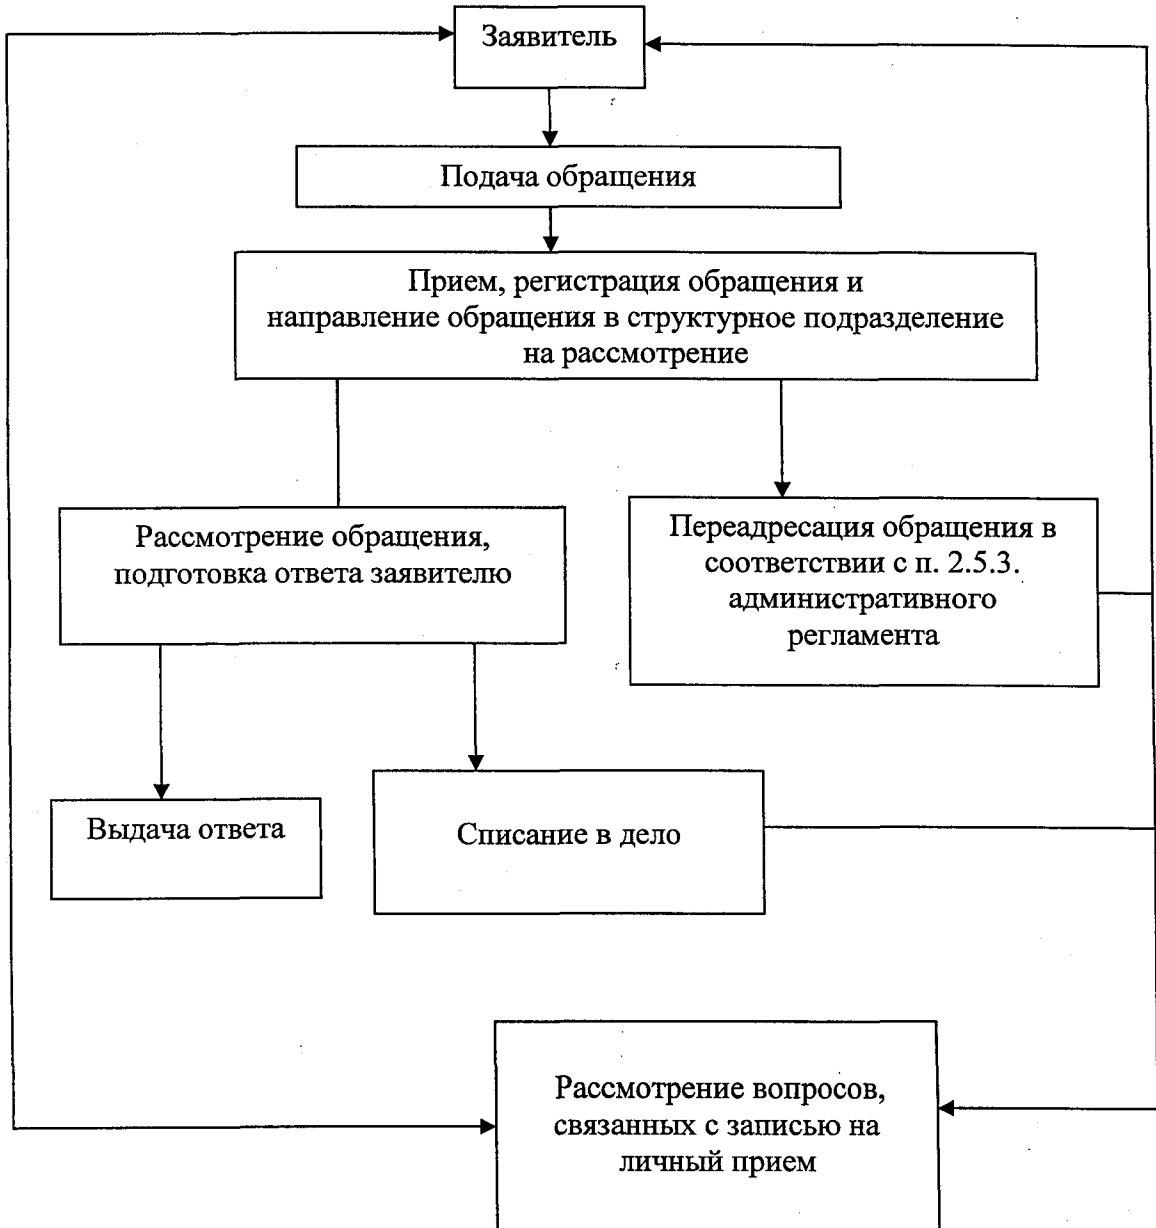 Заявитель
Подача обращения
Прием, регистрация обращения и
направление обращения в структурное подразделение
на рассмотрение
Рассмотрение обращения,
подготовка ответа заявителю
Переадресация обращения в
соответствии с п. 2.5.3.
административного
регламента
Выдача ответа
Списание в дело
Рассмотрение вопросов,
связанных с записью на
личный прием